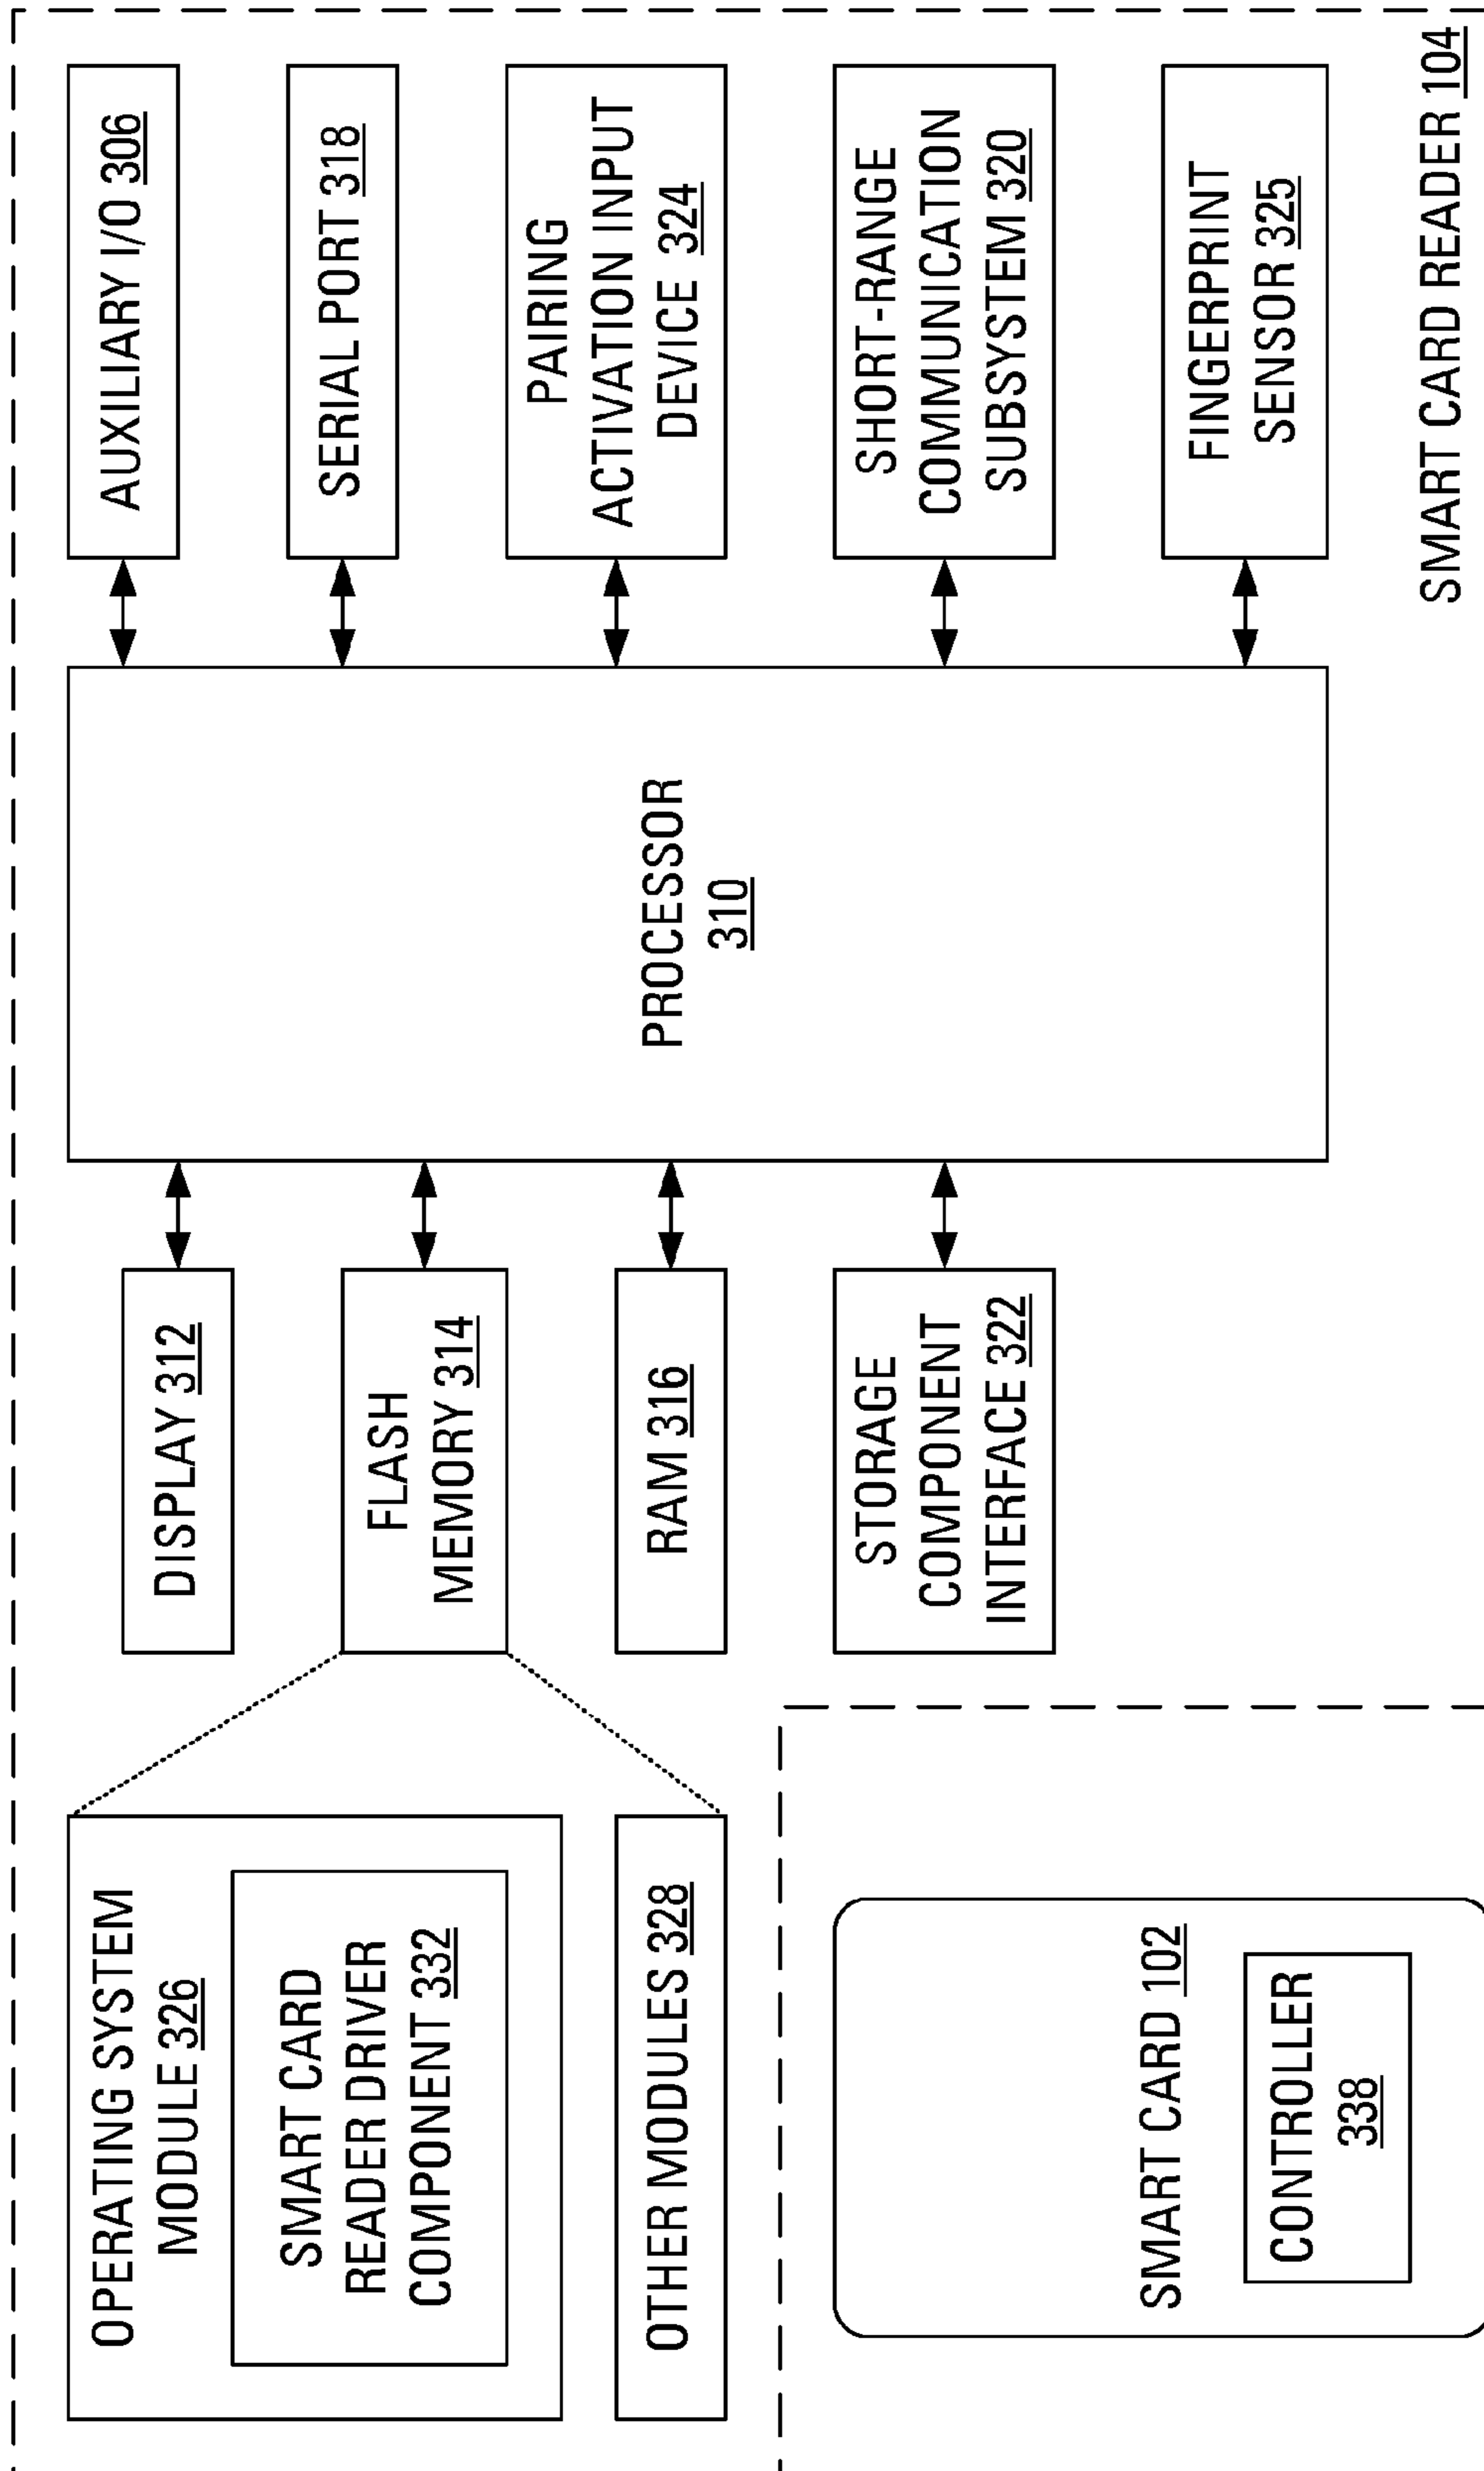 OPERATING SYSTEM
MODULE 326
SMART CARD
READER DRIVER
COMPONENT 332
OTHER MODULES 328
SMART CARD 102
CONTROLLER
338
DISPLAY 312
FLASH
MEMORY 314
RAM 316
STORAGE
COMPONENT
INTERFACE 322
PROCESSOR
310
AUXILIARY I/O 306
SERIAL PORT 318
PAIRING
ACTIVATION INPUT
DEVICE 324
SHORT-RANGE
COMMUNICATION
SUBSYSTEM 320
FINGERPRINT
SENSOR 325
SMART CARD READER 104